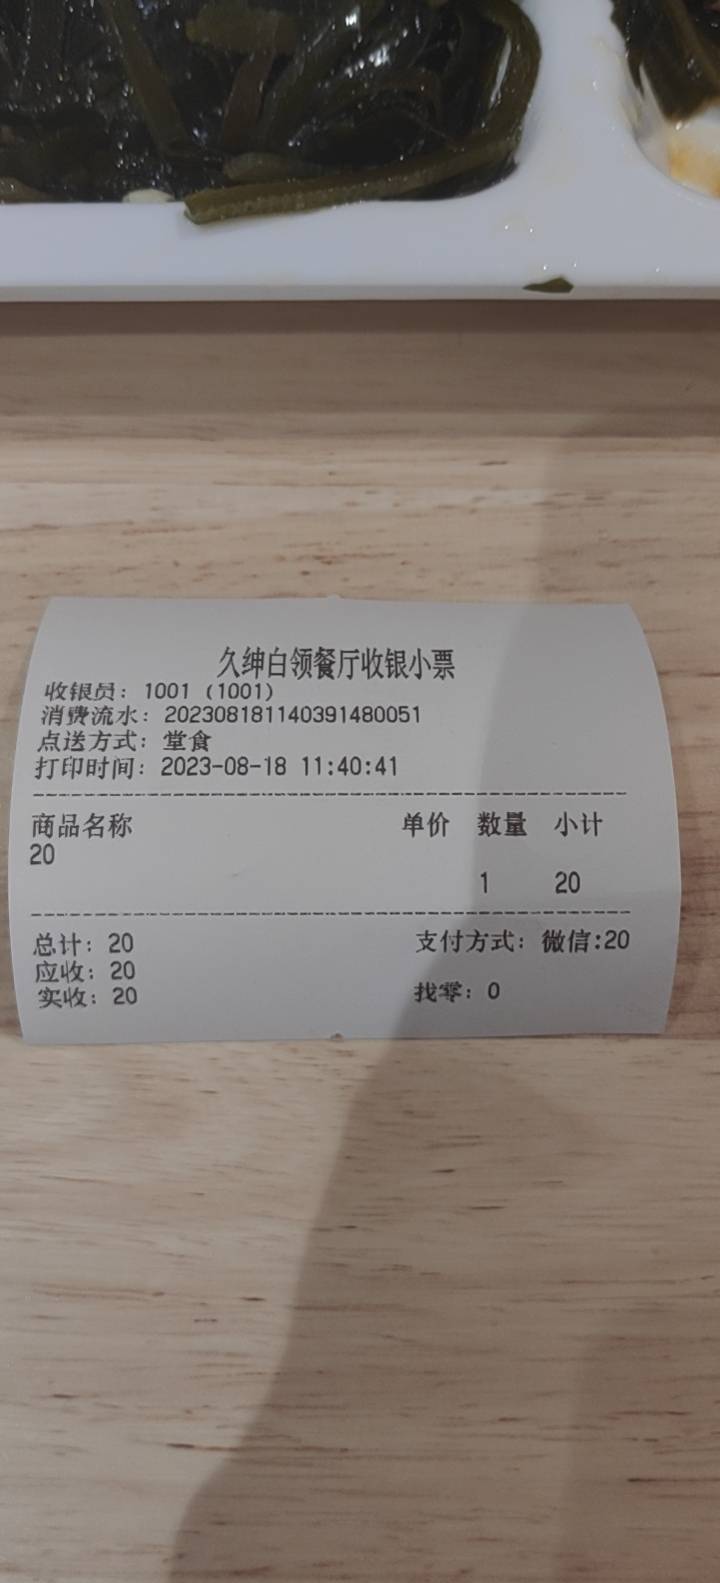 久绅白领餐厅收银小票
收银员：1001 (1001)
消费流水：202308181140391480051
点送方式：堂食
打印时间：2023-08-18 11:40:41
商品名称 单价 数量 小计
20
1 20
总计：20 支付方式：微信:20
应收：20
实收：20 找零：0